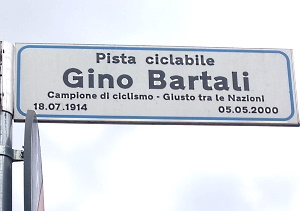 Pista ciclabile
Gino Bartali
Campione di ciclismo - Giusto tra le Nazioni
18.07.1914 05.05.2000